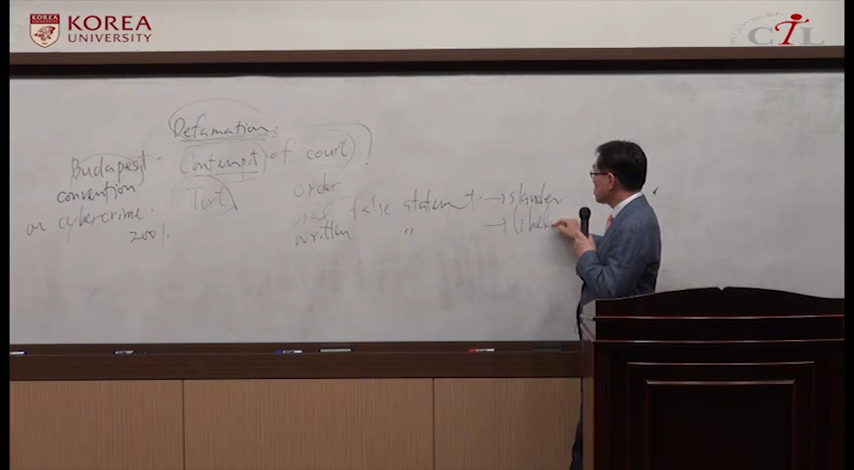 KOREA
UNIVERSITY
CTL
Defamation:
Budapest
convention
on cybercrime.
2001.
Contempt of court
Tort
order
oral false statement → slander
written " → libel